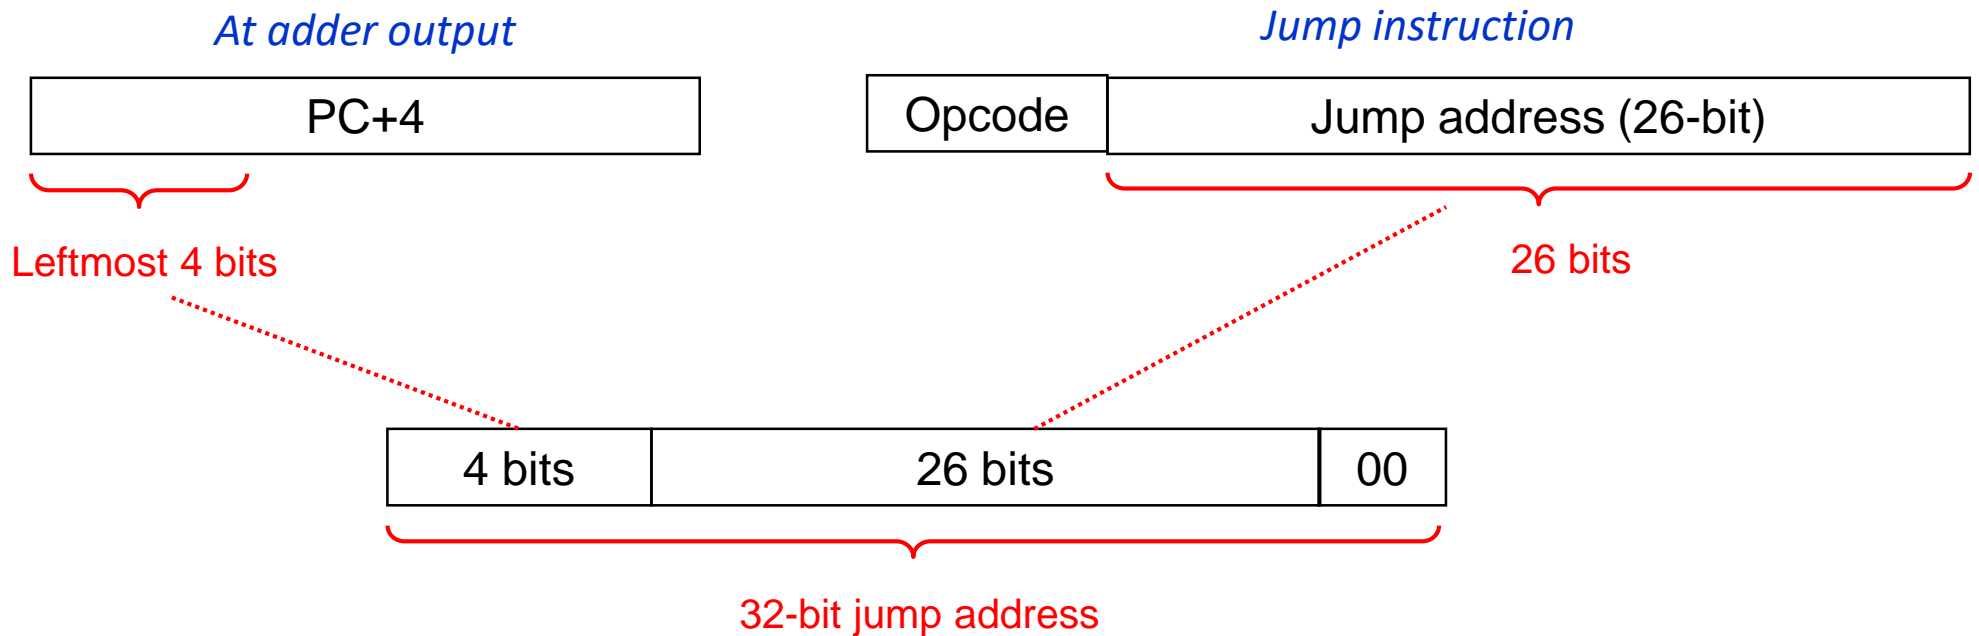 At adder output
Jump instruction
PC+4
Opcode
Jump address (26-bit)
Leftmost 4 bits
26 bits
4 bits
26 bits
00
32-bit jump address